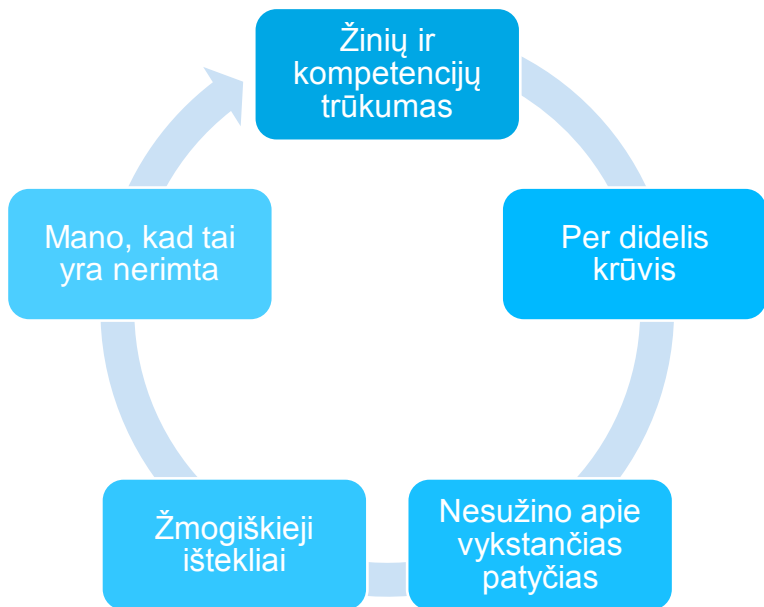 Žinių ir
kompetencijų
trūkumas
Per didelis
krūvis
Nesužino apie
vykstančias
patyčias
Žmogiškieji
ištekliai
Mano, kad tai
yra nerimta